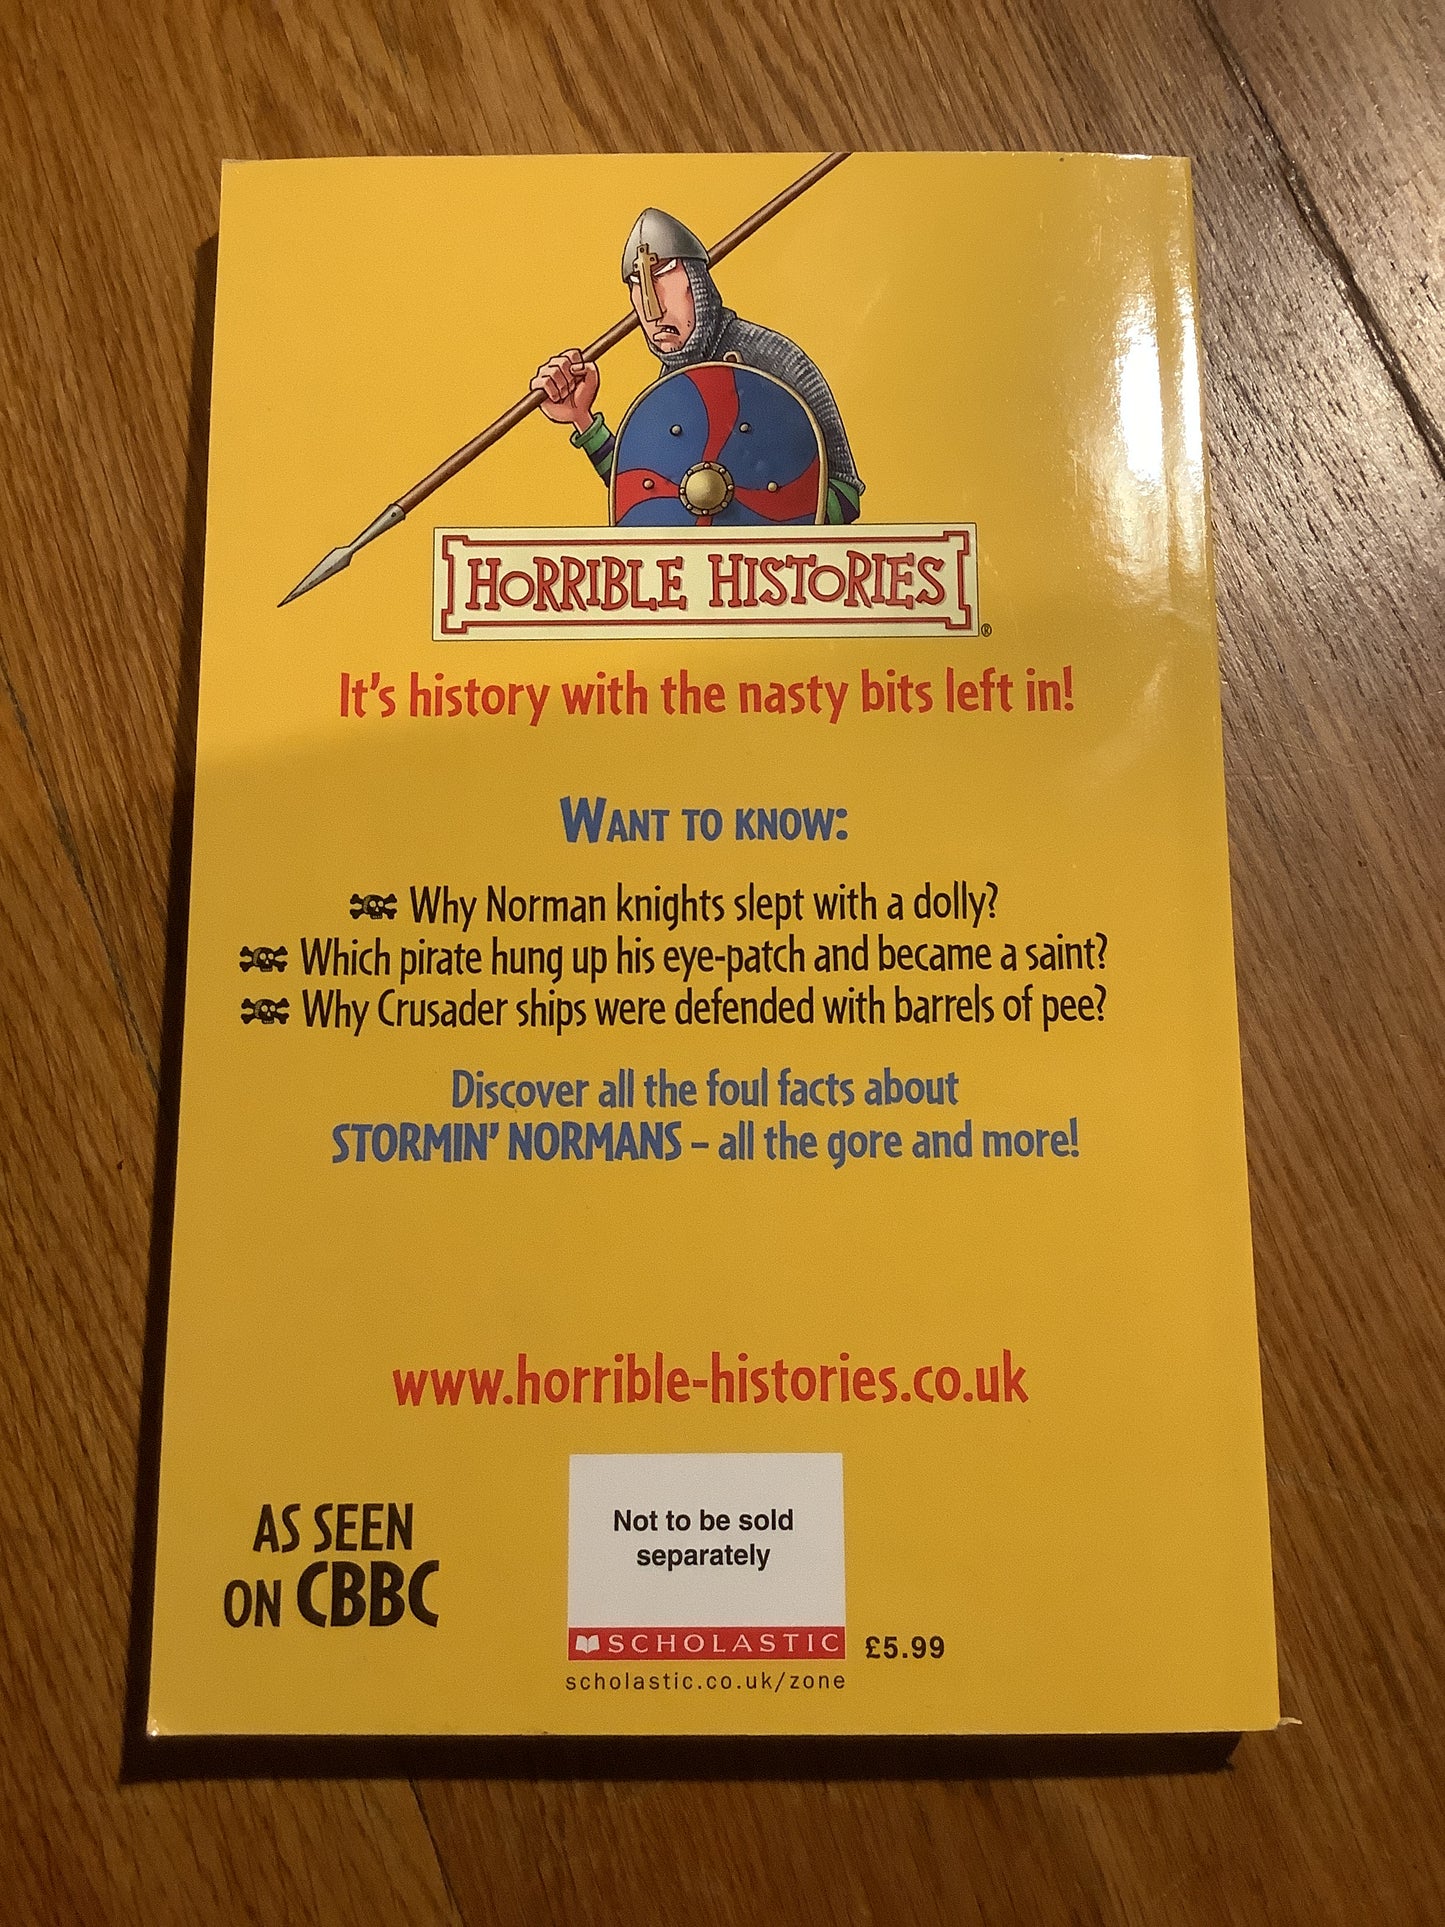 HORRIBLE HISTORIES®
It's history with the nasty bits left in!
WANT TO KNOW:
Why Norman knights slept with a dolly?
Which pirate hung up his eye-patch and became a saint?
Why Crusader ships were defended with barrels of pee?
Discover all the foul facts about
STORMIN' NORMANS – all the gore and more!
www.horrible-histories.co.uk
AS SEEN
ON CBBC
Not to be sold
separately
SCHOLASTIC
£5.99
scholastic.co.uk/zone